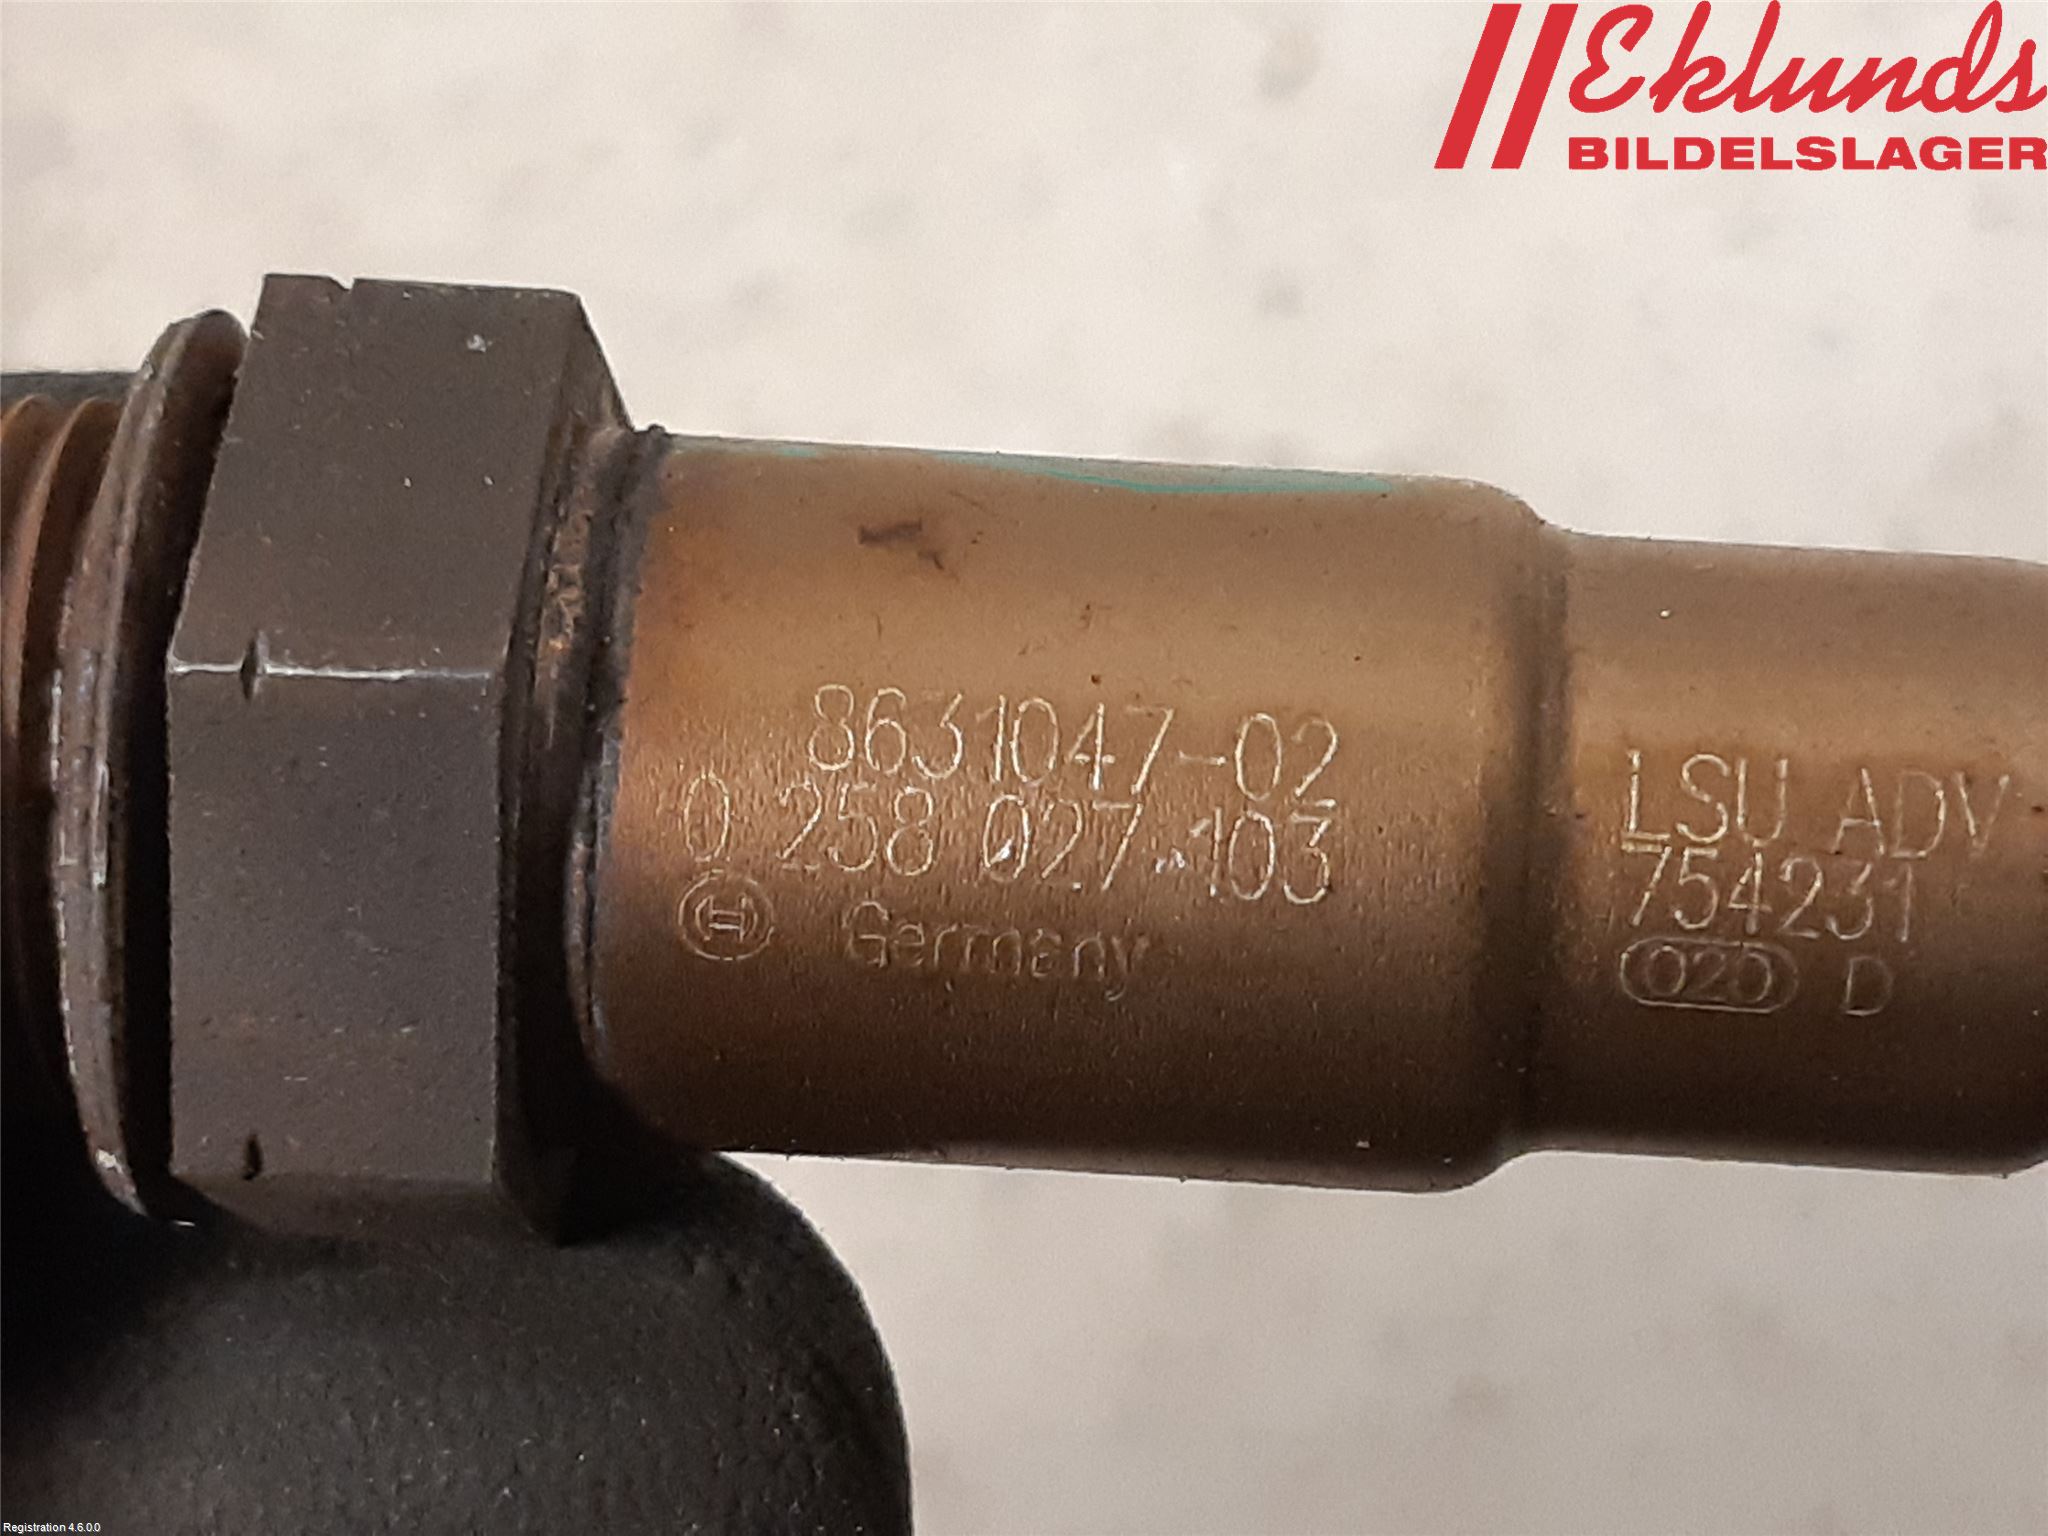 Eklunds
BILDELSLAGER
8631047-02
0 258 027 103
Germany
LSU ADV
754231
020 D
Registration 4.6.0.0